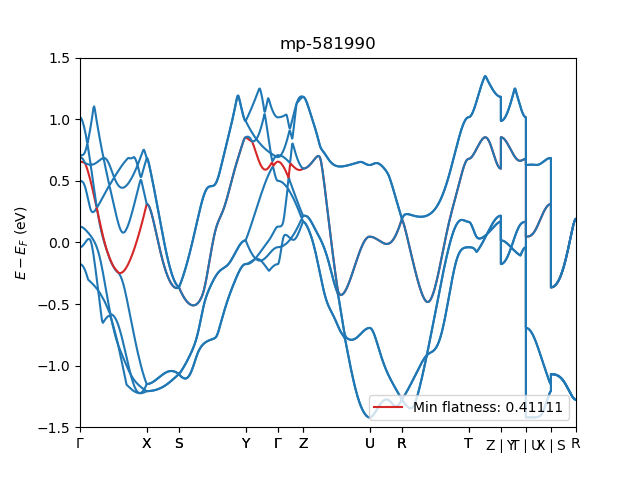 mp-581990
E − E_F (eV)
1.5
1.0
0.5
0.0
−0.5
−1.0
−1.5
Min flatness: 0.41111
Γ X S Y Γ Z U R T Z | Y T | U X | S R